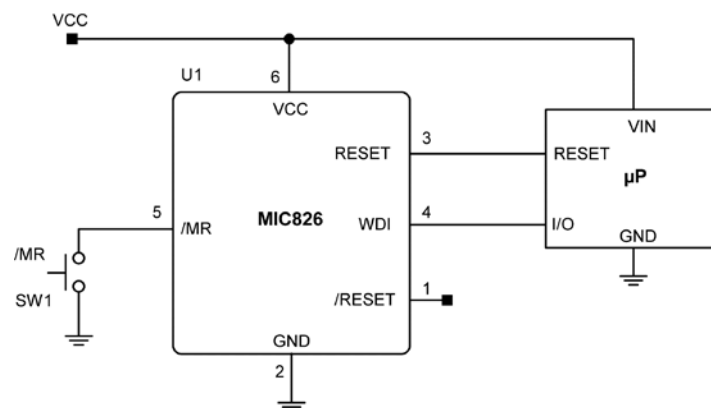 VCC
U1
6
VCC
VIN
RESET
3
RESET
µP
5
/MR
MIC826
WDI
4
I/O
/MR
GND
SW1
/RESET
1
GND
2